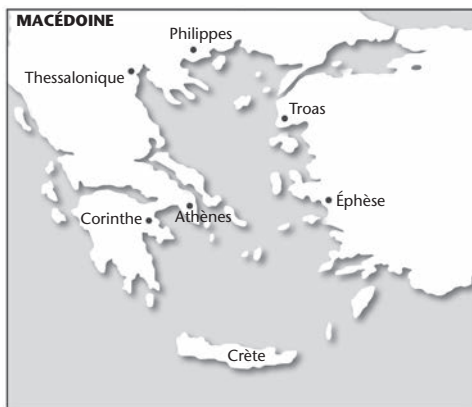 MACÉDOINE
Philippes
Thessalonique
Troas
Éphèse
Corinthe
Athènes
Crète